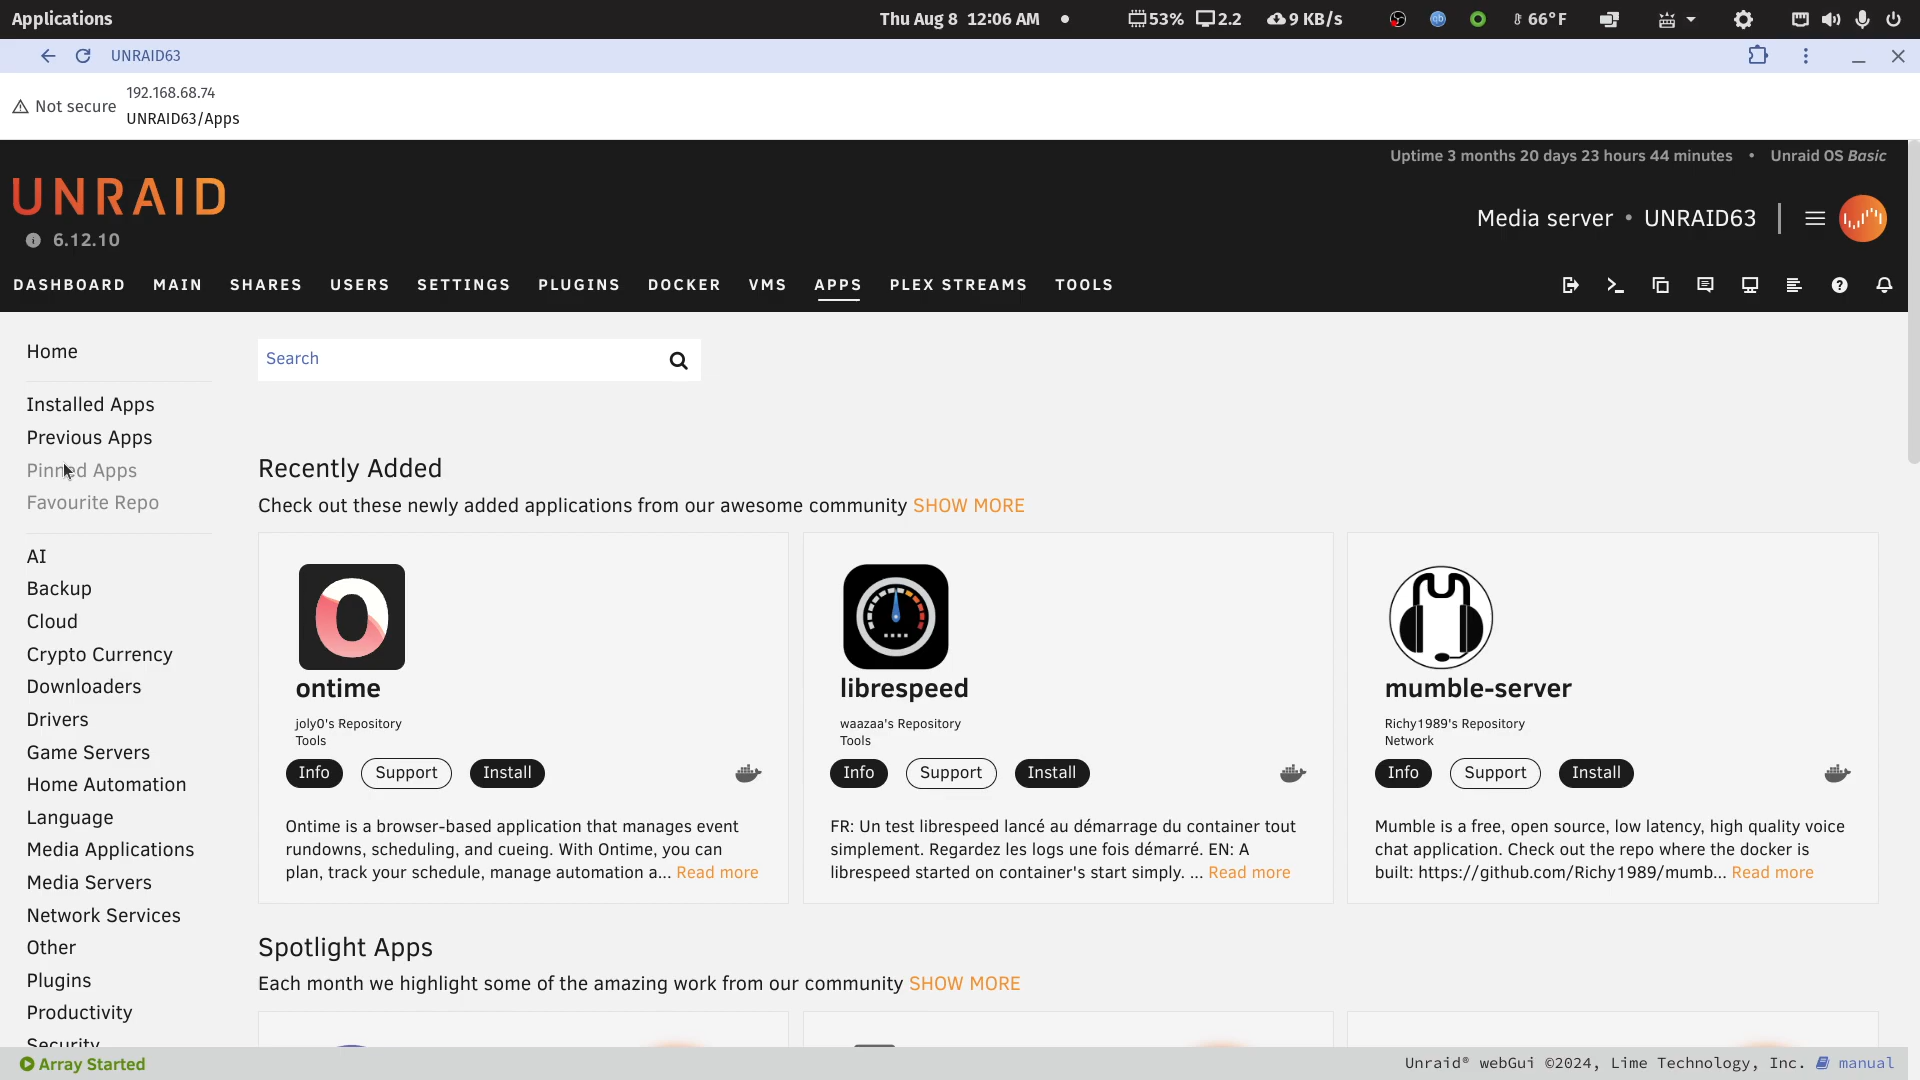 Applications
Thu Aug 8 12:06 AM
53% 2.2 9 KB/s
66°F
UNRAID63
Not secure
192.168.68.74
UNRAID63/Apps
Uptime 3 months 20 days 23 hours 44 minutes • Unraid OS Basic
UNRAID
6.12.10
Media server • UNRAID63
DASHBOARD MAIN SHARES USERS SETTINGS PLUGINS DOCKER VMS APPS PLEX STREAMS TOOLS
Home
Installed Apps
Previous Apps
Pinned Apps
Favourite Repo
AI
Backup
Cloud
Crypto Currency
Downloaders
Drivers
Game Servers
Home Automation
Language
Media Applications
Media Servers
Network Services
Other
Plugins
Productivity
Security
Search
Recently Added
Check out these newly added applications from our awesome community SHOW MORE
ontime
joly0's Repository
Tools
Info Support Install
Ontime is a browser-based application that manages event
rundowns, scheduling, and cueing. With Ontime, you can
plan, track your schedule, manage automation a... Read more
librespeed
waazaa's Repository
Tools
Info Support Install
FR: Un test librespeed lancé au démarrage du container tout
simplement. Regardez les logs une fois démarré. EN: A
librespeed started on container's start simply. ... Read more
mumble-server
Richy1989's Repository
Network
Info Support Install
Mumble is a free, open source, low latency, high quality voice
chat application. Check out the repo where the docker is
built: https://github.com/Richy1989/mumb... Read more
Spotlight Apps
Each month we highlight some of the amazing work from our community SHOW MORE
Array Started
Unraid® webGui ©2024, Lime Technology, Inc. manual